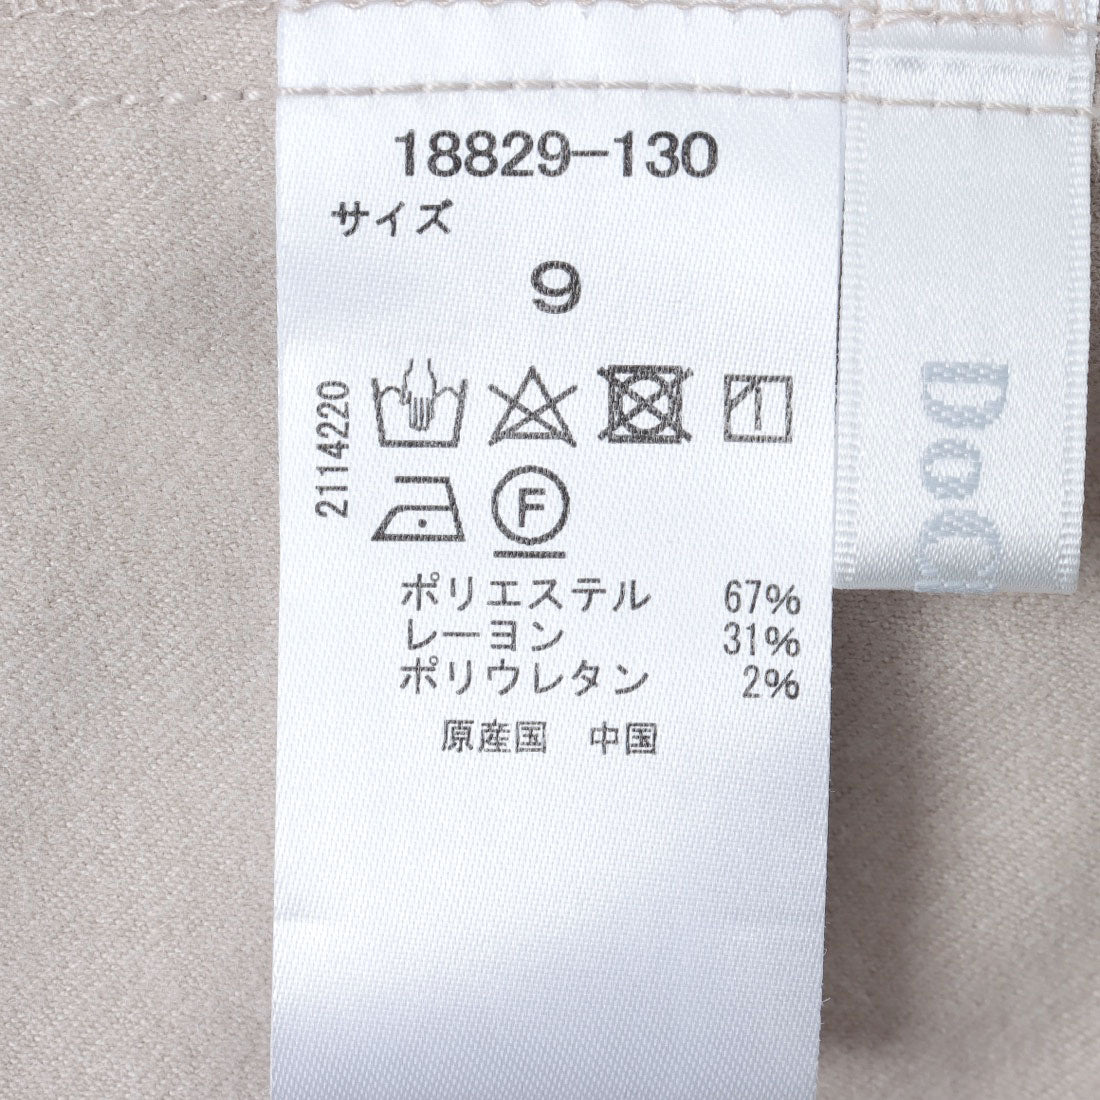 18829-130
サイズ
9
2114220
F
ポリエステル 67%
レーヨン 31%
ポリウレタン 2%
原産国 中国